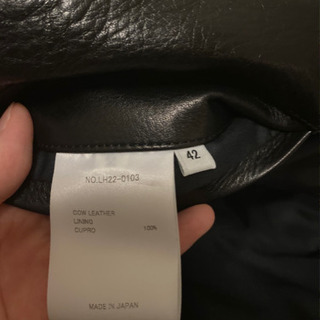 42
NO.LH22-0103
COW LEATHER
LINING
CUPRO 100%
MADE IN JAPAN